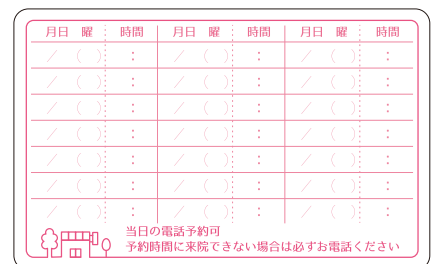 月日 曜 時間 月日 曜 時間 月日 曜 時間
／ （ ） ： ／ （ ） ： ／ （ ） ：
／ （ ） ： ／ （ ） ： ／ （ ） ：
／ （ ） ： ／ （ ） ： ／ （ ） ：
／ （ ） ： ／ （ ） ： ／ （ ） ：
／ （ ） ： ／ （ ） ： ／ （ ） ：
／ （ ） ： ／ （ ） ： ／ （ ） ：
／ （ ） ： ／ （ ） ： ／ （ ） ：
当日の電話予約可
予約時間に来院できない場合は必ずお電話ください